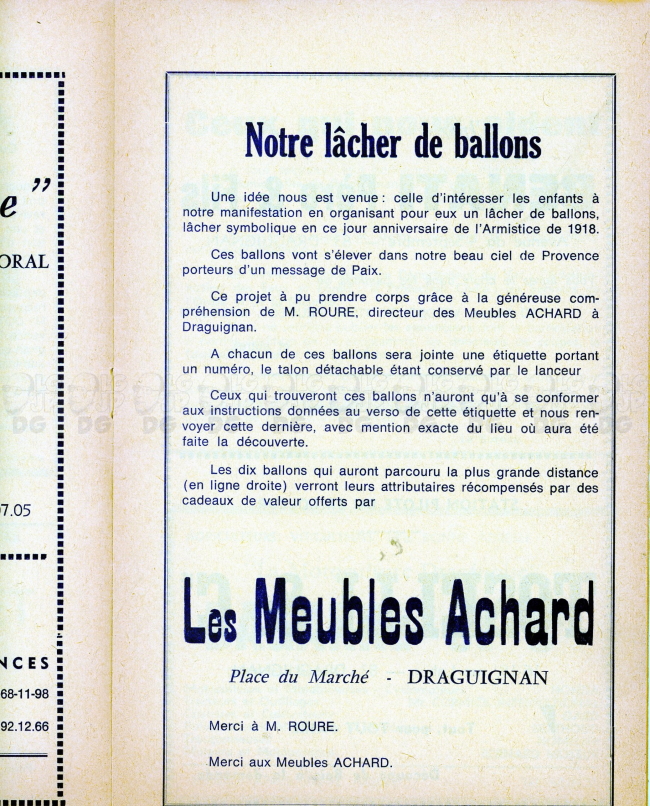 e”
ORAL
7.05
NCES
68-11-98
92.12.66
Notre lâcher de ballons
Une idée nous est venue : celle d’intéresser les enfants à
notre manifestation en organisant pour eux un lâcher de ballons,
lâcher symbolique en ce jour anniversaire de l’Armistice de 1918.
Ces ballons vont s’élever dans notre beau ciel de Provence
porteurs d’un message de Paix.
Ce projet à pu prendre corps grâce à la généreuse com-
préhension de M. ROURE, directeur des Meubles ACHARD à
Draguignan.
A chacun de ces ballons sera jointe une étiquette portant
un numéro, le talon détachable étant conservé par le lanceur
Ceux qui trouveront ces ballons n’auront qu’à se conformer
aux instructions données au verso de cette étiquette et nous ren-
voyer cette dernière, avec mention exacte du lieu où aura été
faite la découverte.
Les dix ballons qui auront parcouru la plus grande distance
(en ligne droite) verront leurs attributaires récompensés par des
cadeaux de valeur offerts par
Les Meubles Achard
Place du Marché - DRAGUIGNAN
Merci à M. ROURE.
Merci aux Meubles ACHARD.